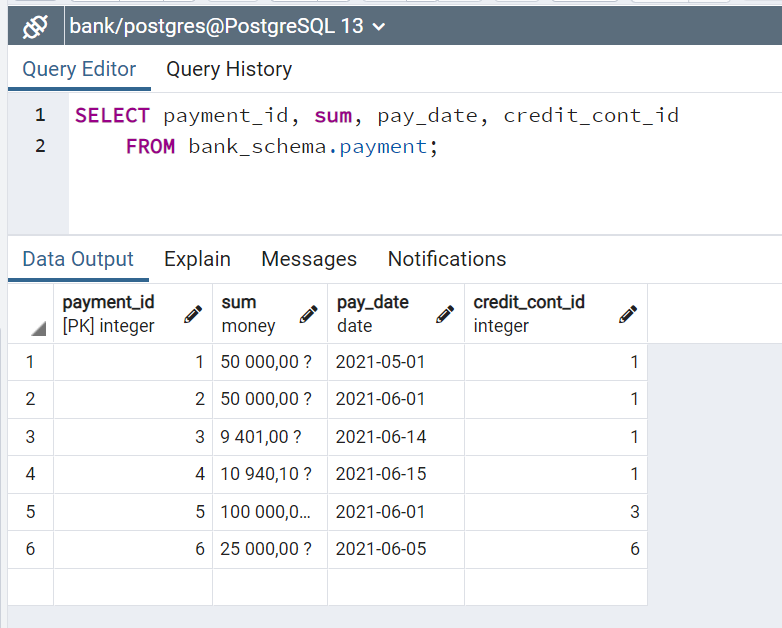 bank/postgres@PostgreSQL 13
Query Editor Query History
1 SELECT payment_id, sum, pay_date, credit_cont_id
2 FROM bank_schema.payment;
Data Output Explain Messages Notifications
payment_id sum pay_date credit_cont_id
[PK] integer money date integer
1 1 50 000,00 ? 2021-05-01 1
2 2 50 000,00 ? 2021-06-01 1
3 3 9 401,00 ? 2021-06-14 1
4 4 10 940,10 ? 2021-06-15 1
5 5 100 000,0... 2021-06-01 3
6 6 25 000,00 ? 2021-06-05 6